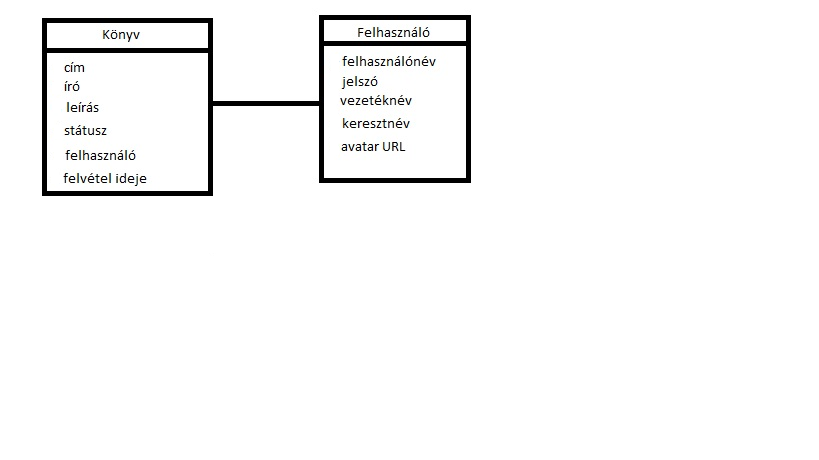 Könyv
cím
író
leírás
státusz
felhasználó
felvétel ideje
Felhasználó
felhasználónév
jelszó
vezetéknév
keresztnév
avatar URL